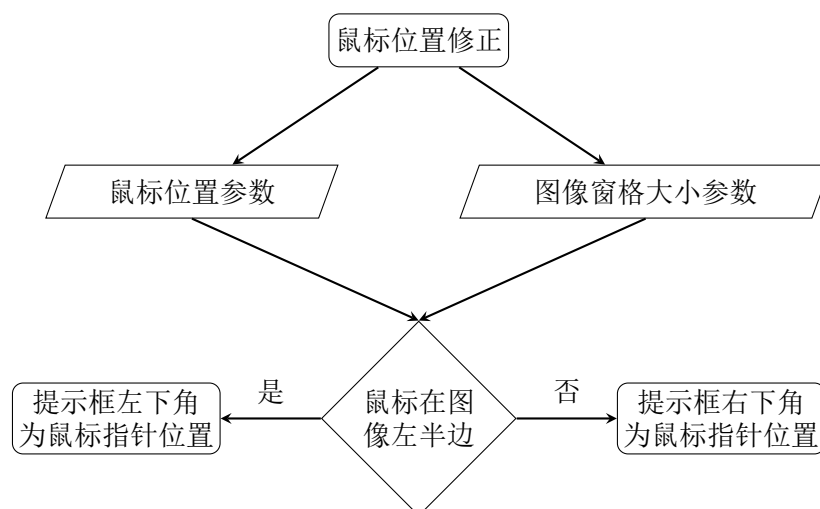 鼠标位置修正
鼠标位置参数
图像窗格大小参数
是
否
提示框左下角
为鼠标指针位置
鼠标在图
像左半边
提示框右下角
为鼠标指针位置